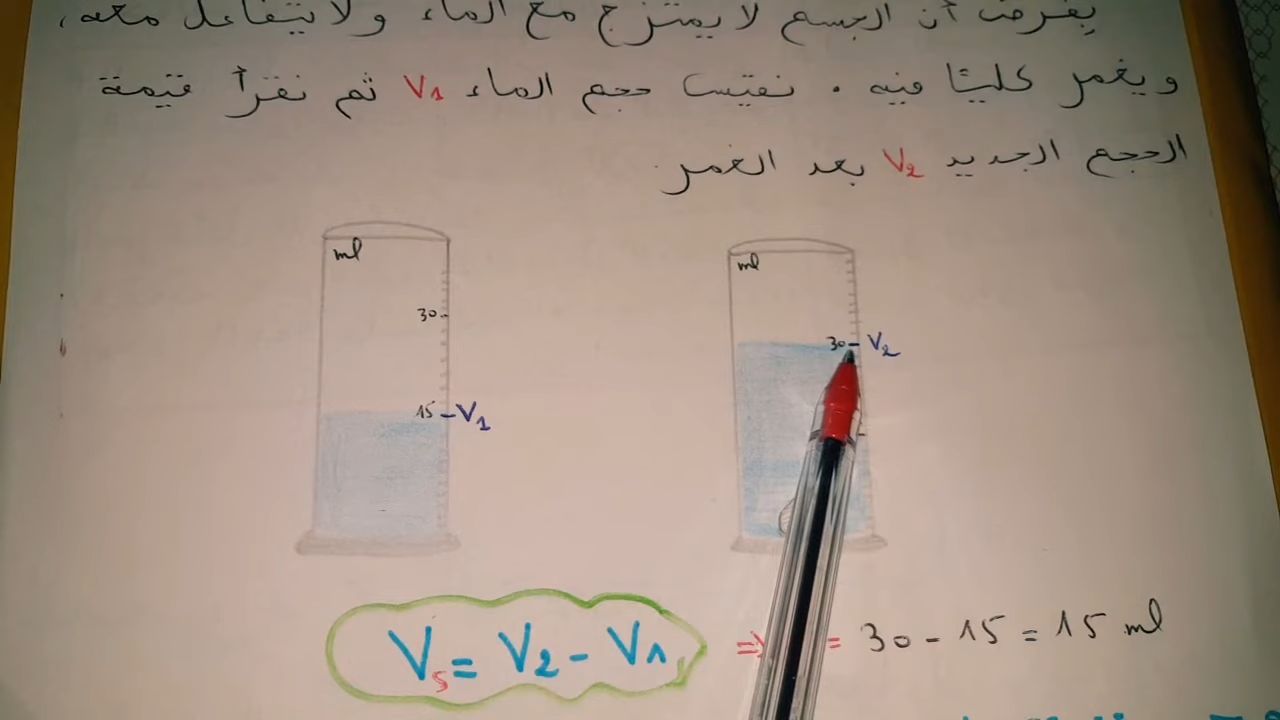 يفرض أن الجسم لا يمتزج مع الماء ولا يتفاعل معه،
ويغمر كليًا فيه . نقيس حجم الماء V1 ثم نقرأ قيمة
الحجم الجديد V2 بعد الغمر.
ml
30
15 V1
ml
30 V2
Vs = V2 - V1 ⇒ = 30 - 15 = 15 ml